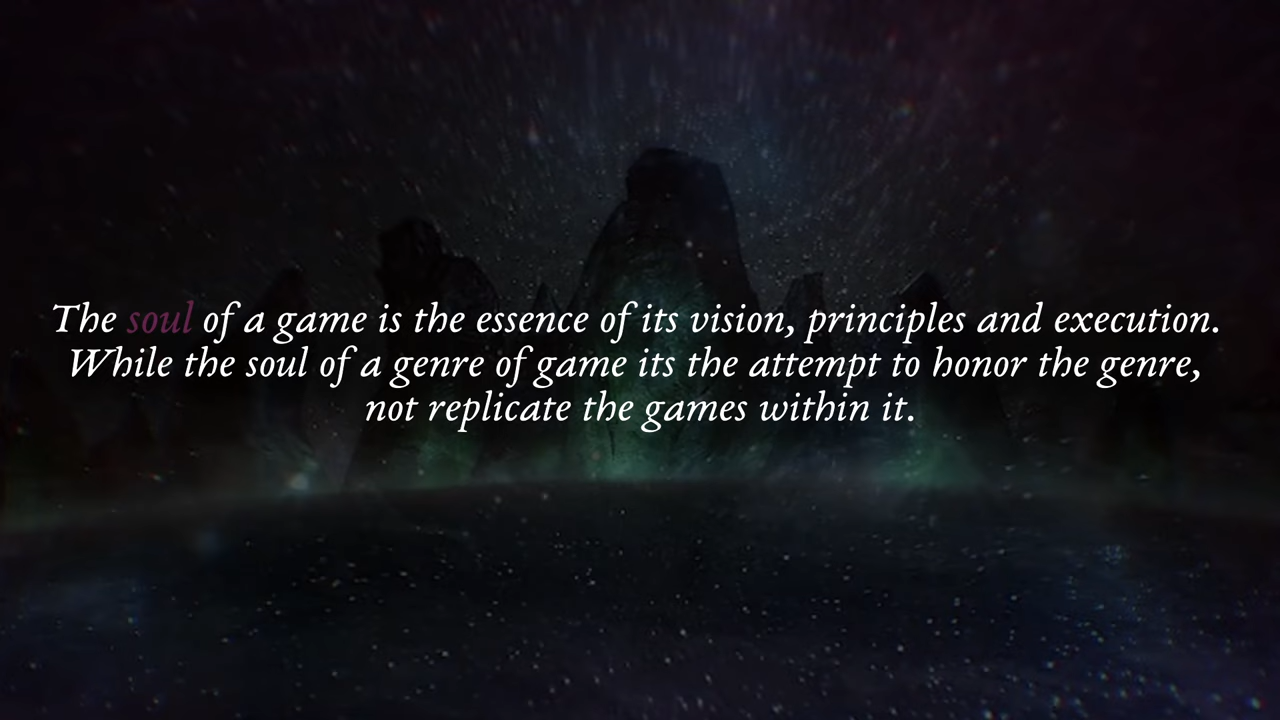 The soul of a game is the essence of its vision, principles and execution.
While the soul of a genre of game its the attempt to honor the genre,
not replicate the games within it.